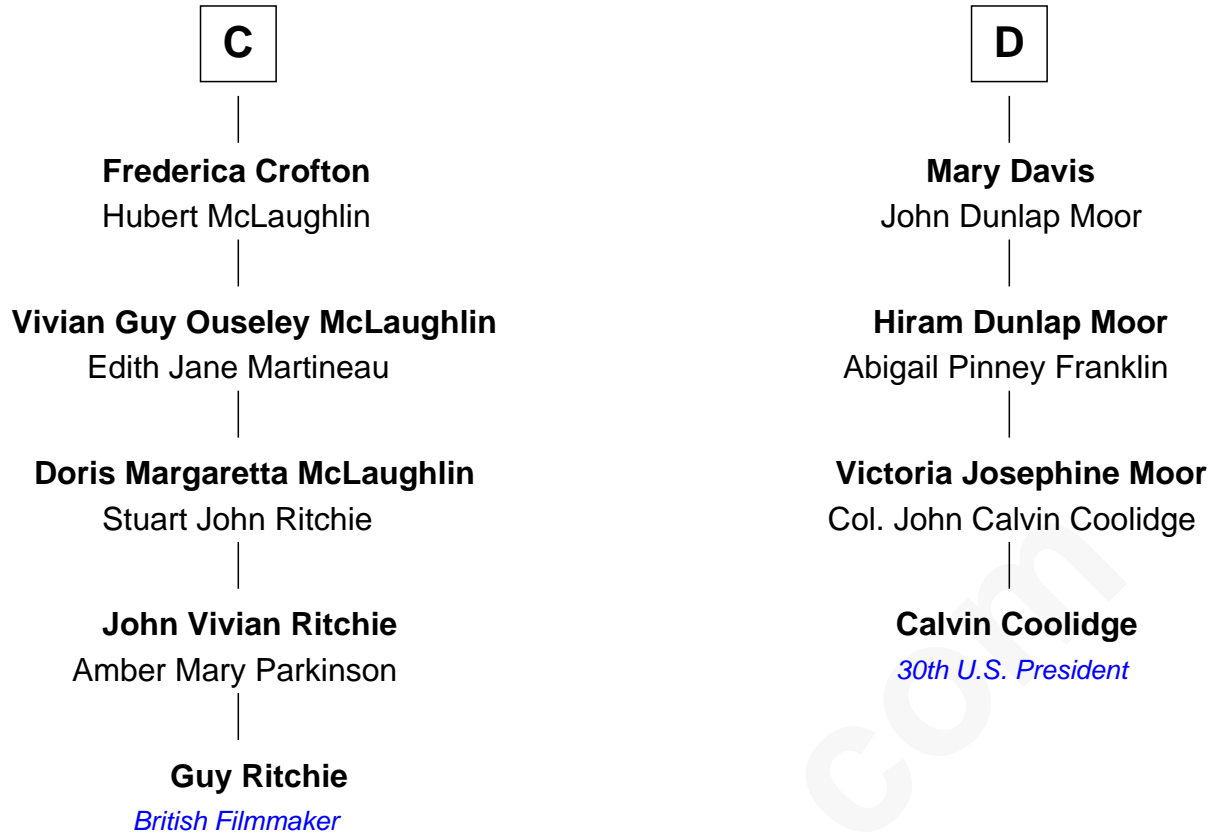 C
Frederica Crofton
Hubert McLaughlin
Vivian Guy Ouseley McLaughlin
Edith Jane Martineau
Doris Margaretta McLaughlin
Stuart John Ritchie
John Vivian Ritchie
Amber Mary Parkinson
Guy Ritchie
British Filmmaker
D
Mary Davis
John Dunlap Moor
Hiram Dunlap Moor
Abigail Pinney Franklin
Victoria Josephine Moor
Col. John Calvin Coolidge
Calvin Coolidge
30th U.S. President
com